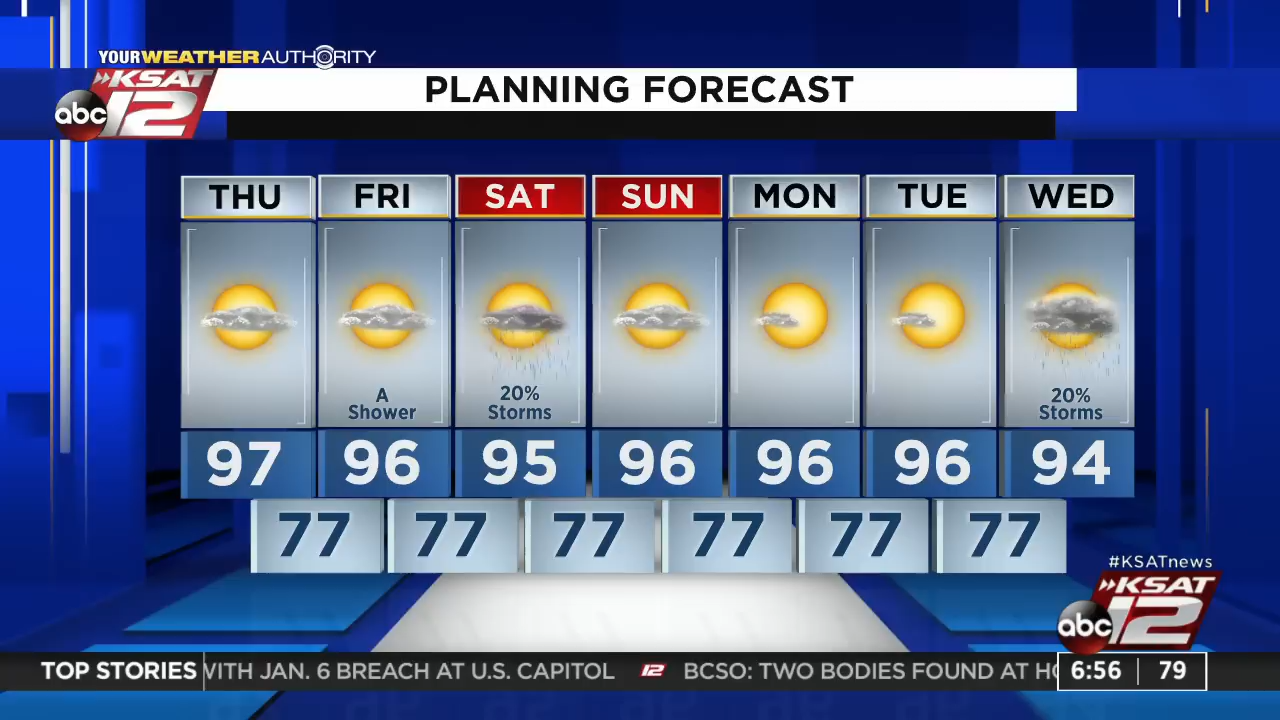 YOURWEATHERAUTHORITY
KSAT
abc 12
PLANNING FORECAST
THU FRI SAT SUN MON TUE WED
A Shower
20% Storms
20% Storms
97 96 95 96 96 96 94
77 77 77 77 77 77
#KSATnews
KSAT
abc 12
TOP STORIES WITH JAN. 6 BREACH AT U.S. CAPITOL 12 BCSO: TWO BODIES FOUND AT 6:56 79